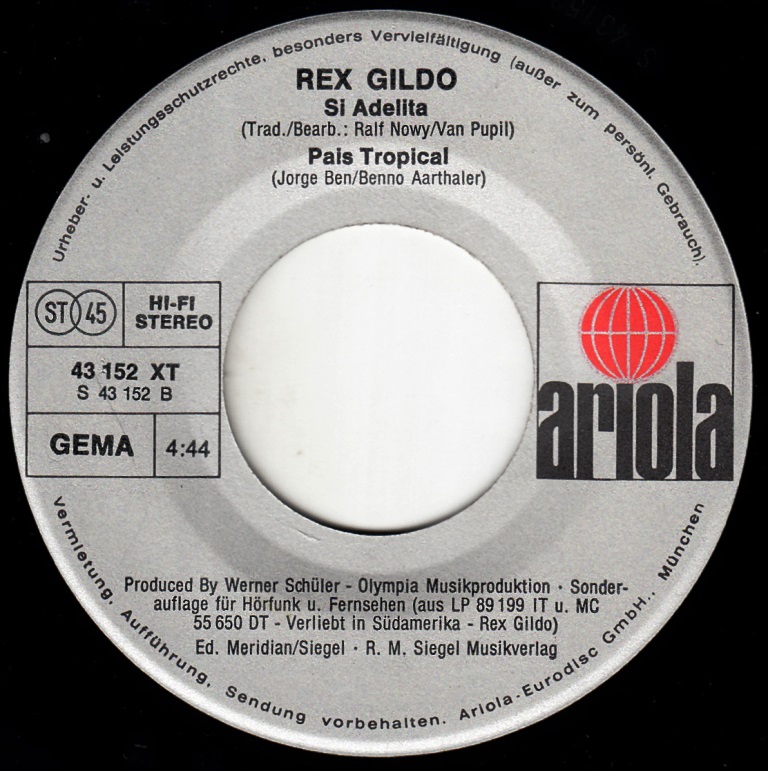 Urheber- u. Leistungsschutzrechte, besonders Vervielfältigung (außer zum persönl. Gebrauch).
REX GILDO
Si Adelita
(Trad./Bearb.: Ralf Nowy/Van Pupil)
Pais Tropical
(Jorge Ben/Benno Aarthaler)
ST 45
HI-FI
STEREO
43 152 XT
S 43 152 B
GEMA
4:44
ariola
Produced By Werner Schüler - Olympia Musikproduktion · Sonder-
auflage für Hörfunk u. Fernsehen (aus LP 89 199 IT u. MC
55 650 DT - Verliebt in Südamerika - Rex Gildo)
Ed. Meridian/Siegel · R. M. Siegel Musikverlag
Vermietung, Aufführung, Sendung vorbehalten. Ariola-Eurodisc GmbH., München